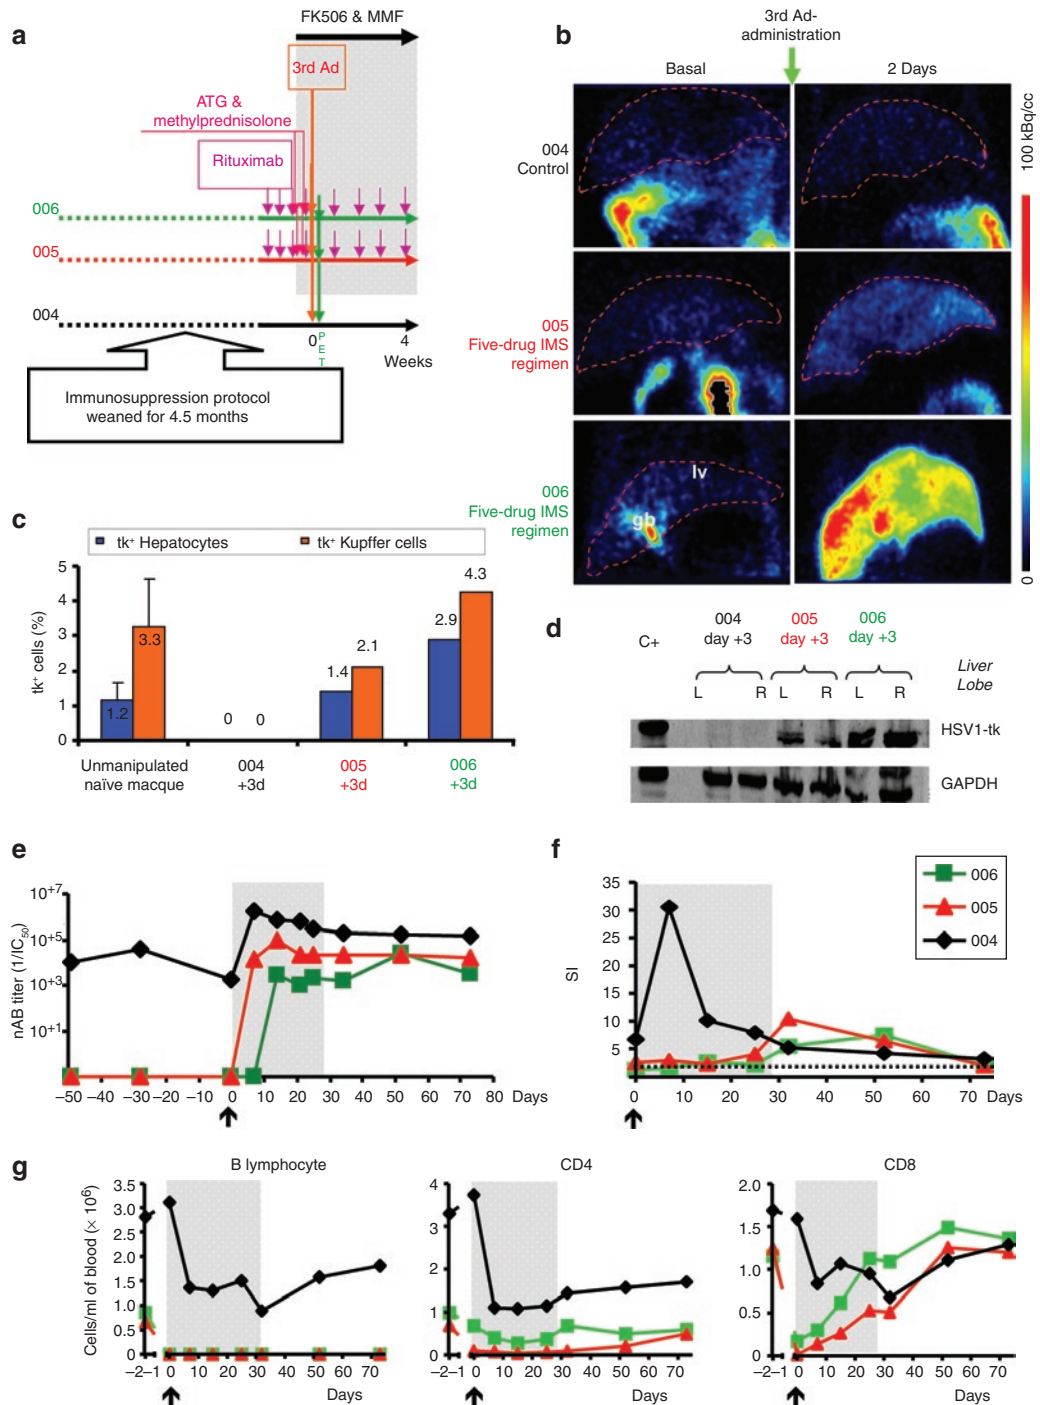 a
FK506 & MMF
3rd Ad
ATG &
methylprednisolone
Rituximab
006
005
004
0
4
PET
Weeks
Immunosuppression protocol
weaned for 4.5 months
b
3rd Ad-
administration
Basal
2 Days
004
Control
005
Five-drug IMS
regimen
006
Five-drug IMS
regimen
lv
gb
100 kBq/cc
0
c
tk+ Hepatocytes
tk+ Kupffer cells
tk+ cells (%)
5
4
3
2
1
0
1.2
3.3
0
0
1.4
2.1
2.9
4.3
Unmanipulated
naïve macque
004
+3d
005
+3d
006
+3d
d
C+
004
day +3
005
day +3
006
day +3
Liver
Lobe
L
R
L
R
L
R
HSV1-tk
GAPDH
e
nAB titer (1/IC50)
10+7
10+5
10+3
10+1
–50 –40 –30 –20 –10 0 10 20 30 40 50 60 70 80 Days
f
SI
35
30
25
20
15
10
5
0 10 20 30 40 50 60 70 Days
006
005
004
g
B lymphocyte
Cells/ml of blood (× 10⁶)
3.5
3.0
2.5
2.0
1.5
1.0
0.5
0
–2–1 0 10 20 30 40 50 60 70
Days
CD4
4
3
2
1
0
–2–1 0 10 20 30 40 50 60 70
Days
CD8
2.0
1.5
1.0
0.5
0
–2–1 0 10 20 30 40 50 60 70
Days